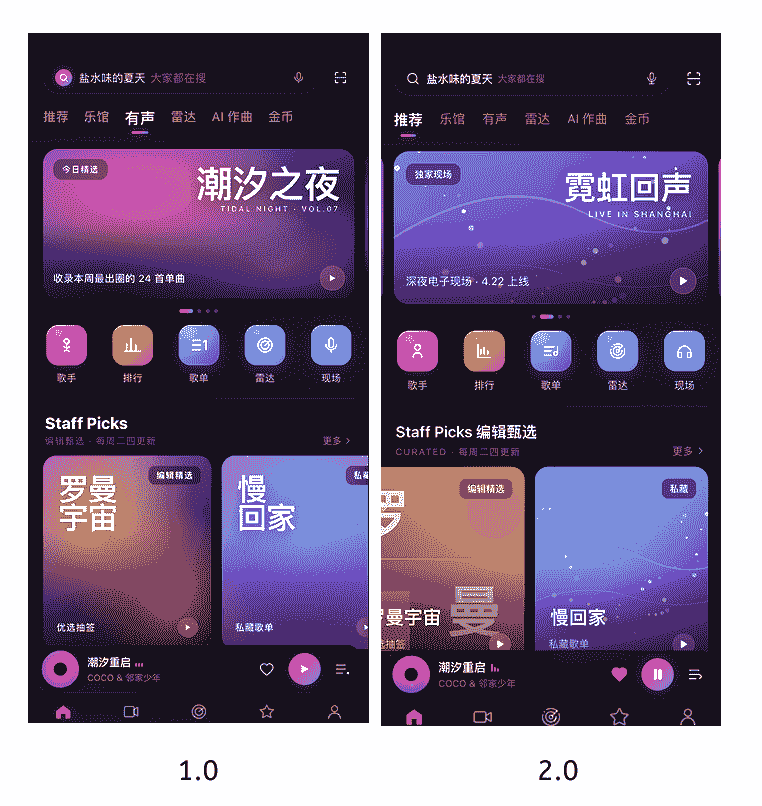 盐水味的夏天 大家都在搜
推荐 乐馆 有声 雷达 AI 作曲 金币
今日精选
潮汐之夜
TIDAL NIGHT · VOL.07
收录本周最出圈的 24 首单曲
歌手 排行 歌单 雷达 现场
Staff Picks
编辑甄选 · 每周二四更新 更多
编辑精选
罗曼
宇宙
优选抽签
私藏
慢
回家
私藏歌单
潮汐重启
COCO & 邻家少年
1.0
盐水味的夏天 大家都在搜
推荐 乐馆 有声 雷达 AI 作曲 金币
独家现场
霓虹回声
LIVE IN SHANGHAI
深夜电子现场 · 4.22 上线
歌手 排行 歌单 雷达 现场
Staff Picks 编辑甄选
CURATED · 每周二四更新 更多
编辑精选
罗
曼
罗曼宇宙
选抽签
私藏
慢回家
私藏歌单
潮汐重启
COCO & 邻家少年
2.0